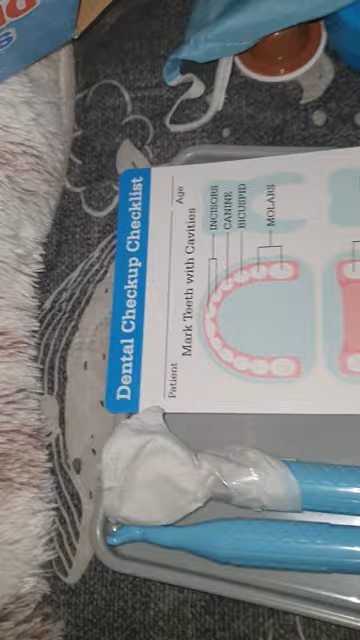 Dental Checkup Checklist
Patient Age
Mark Teeth with Cavities
INCISORS
CANINE
BICUSPID
MOLARS